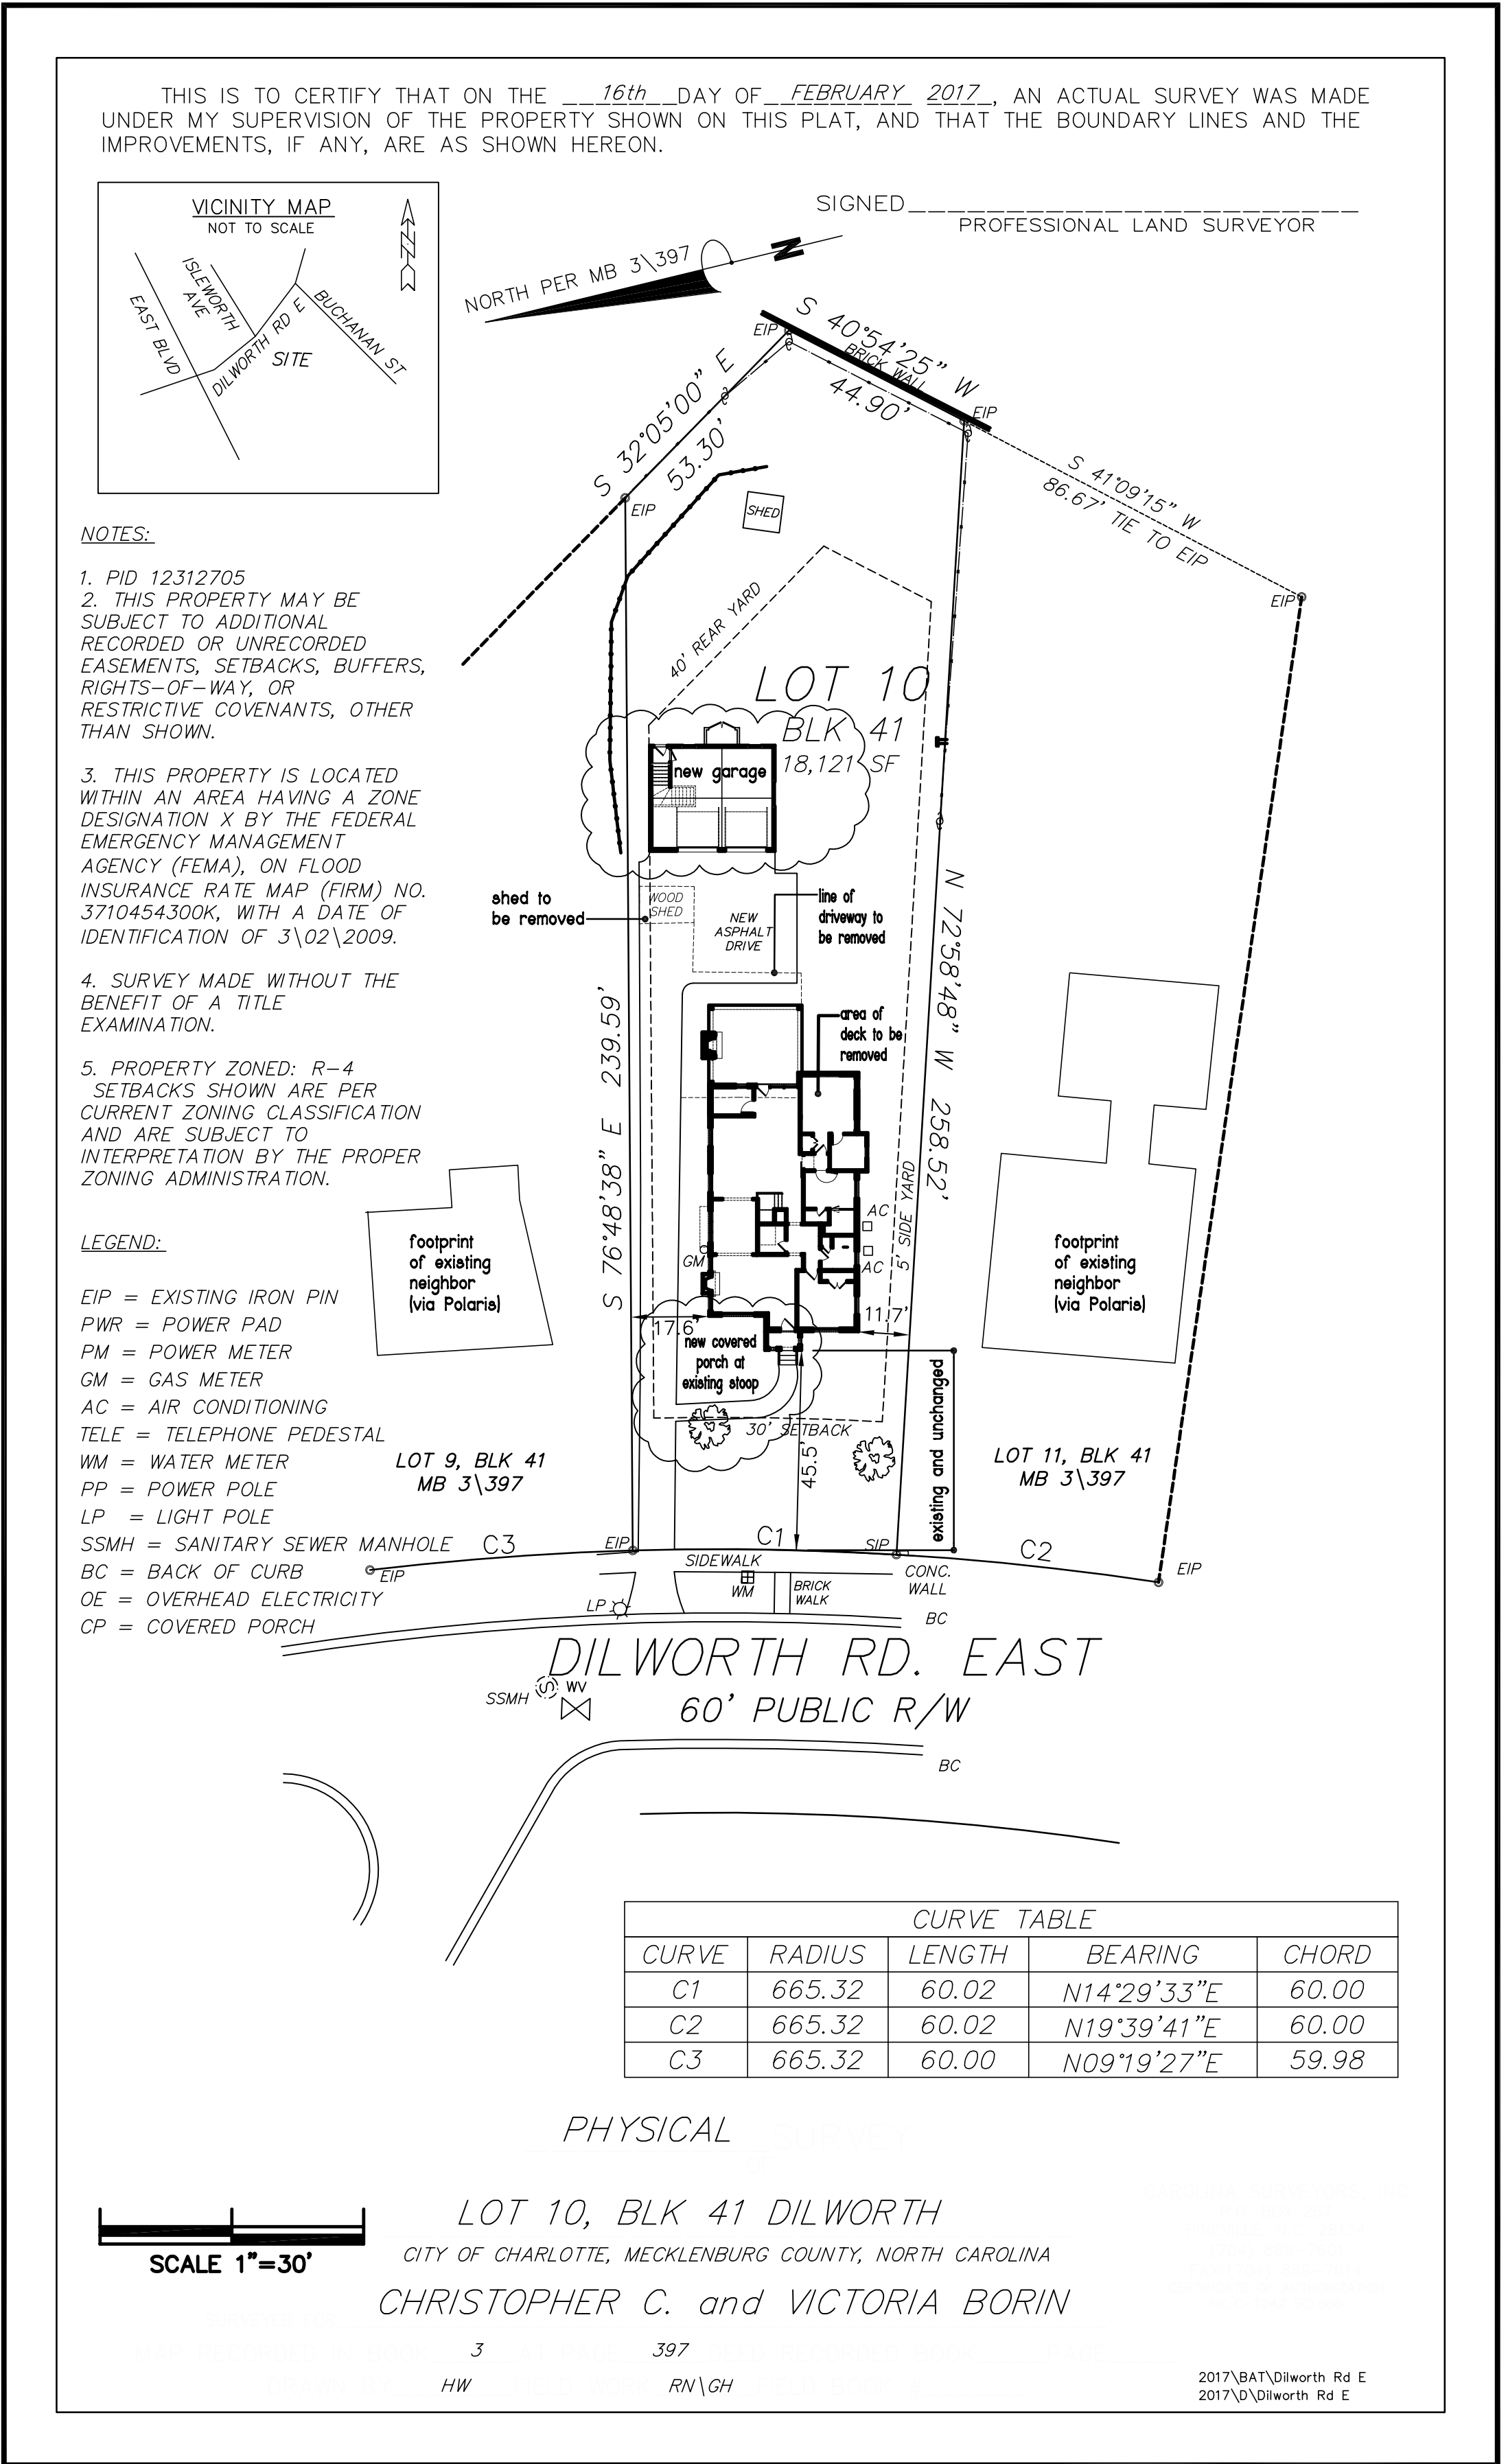 THIS IS TO CERTIFY THAT ON THE 16th DAY OF FEBRUARY 2017, AN ACTUAL SURVEY WAS MADE
UNDER MY SUPERVISION OF THE PROPERTY SHOWN ON THIS PLAT, AND THAT THE BOUNDARY LINES AND THE
IMPROVEMENTS, IF ANY, ARE AS SHOWN HEREON.
SIGNED
PROFESSIONAL LAND SURVEYOR
VICINITY MAP
NOT TO SCALE
N
EAST BLVD
ISLEWORTH
AVE
DILWORTH RD E
BUCHANAN ST
SITE
NORTH PER MB 3\397
N
EIP
S 40°54'25" W
BRICK WALL
44.90'
EIP
S 32°05'00" E
53.30'
EIP
S 41°09'15" W
86.67' TIE TO EIP
EIP
SHED
40' REAR YARD
LOT 10
BLK 41
18,121 SF
new garage
NOTES:
1. PID 12312705
2. THIS PROPERTY MAY BE
SUBJECT TO ADDITIONAL
RECORDED OR UNRECORDED
EASEMENTS, SETBACKS, BUFFERS,
RIGHTS-OF-WAY, OR
RESTRICTIVE COVENANTS, OTHER
THAN SHOWN.
3. THIS PROPERTY IS LOCATED
WITHIN AN AREA HAVING A ZONE
DESIGNATION X BY THE FEDERAL
EMERGENCY MANAGEMENT
AGENCY (FEMA), ON FLOOD
INSURANCE RATE MAP (FIRM) NO.
3710454300K, WITH A DATE OF
IDENTIFICATION OF 3\02\2009.
4. SURVEY MADE WITHOUT THE
BENEFIT OF A TITLE
EXAMINATION.
5. PROPERTY ZONED: R-4
SETBACKS SHOWN ARE PER
CURRENT ZONING CLASSIFICATION
AND ARE SUBJECT TO
INTERPRETATION BY THE PROPER
ZONING ADMINISTRATION.
shed to
be removed
WOOD
SHED
NEW
ASPHALT
DRIVE
line of
driveway to
be removed
N 72°58'48" W 258.52'
S 76°48'38" E 239.59'
area of
deck to be
removed
5' SIDE YARD
AC
AC
GM
17.6'
11.7'
new covered
porch at
existing stoop
30' SETBACK
45.5'
existing and unchanged
footprint
of existing
neighbor
(via Polaris)
footprint
of existing
neighbor
(via Polaris)
LEGEND:
EIP = EXISTING IRON PIN
PWR = POWER PAD
PM = POWER METER
GM = GAS METER
AC = AIR CONDITIONING
TELE = TELEPHONE PEDESTAL
WM = WATER METER
PP = POWER POLE
LP = LIGHT POLE
SSMH = SANITARY SEWER MANHOLE
BC = BACK OF CURB
OE = OVERHEAD ELECTRICITY
CP = COVERED PORCH
LOT 9, BLK 41
MB 3\397
LOT 11, BLK 41
MB 3\397
C3
EIP
EIP
C1
SIP
C2
EIP
SIDEWALK
WM
BRICK
WALK
CONC.
WALL
LP
BC
DILWORTH RD. EAST
60' PUBLIC R/W
SSMH
S
WV
BC
CURVE TABLE
CURVE RADIUS LENGTH BEARING CHORD
C1 665.32 60.02 N14°29'33"E 60.00
C2 665.32 60.02 N19°39'41"E 60.00
C3 665.32 60.00 N09°19'27"E 59.98
PHYSICAL
LOT 10, BLK 41 DILWORTH
CITY OF CHARLOTTE, MECKLENBURG COUNTY, NORTH CAROLINA
CHRISTOPHER C. and VICTORIA BORIN
SCALE 1"=30'
3 397
HW RN\GH
2017\BAT\Dilworth Rd E
2017\D\Dilworth Rd E